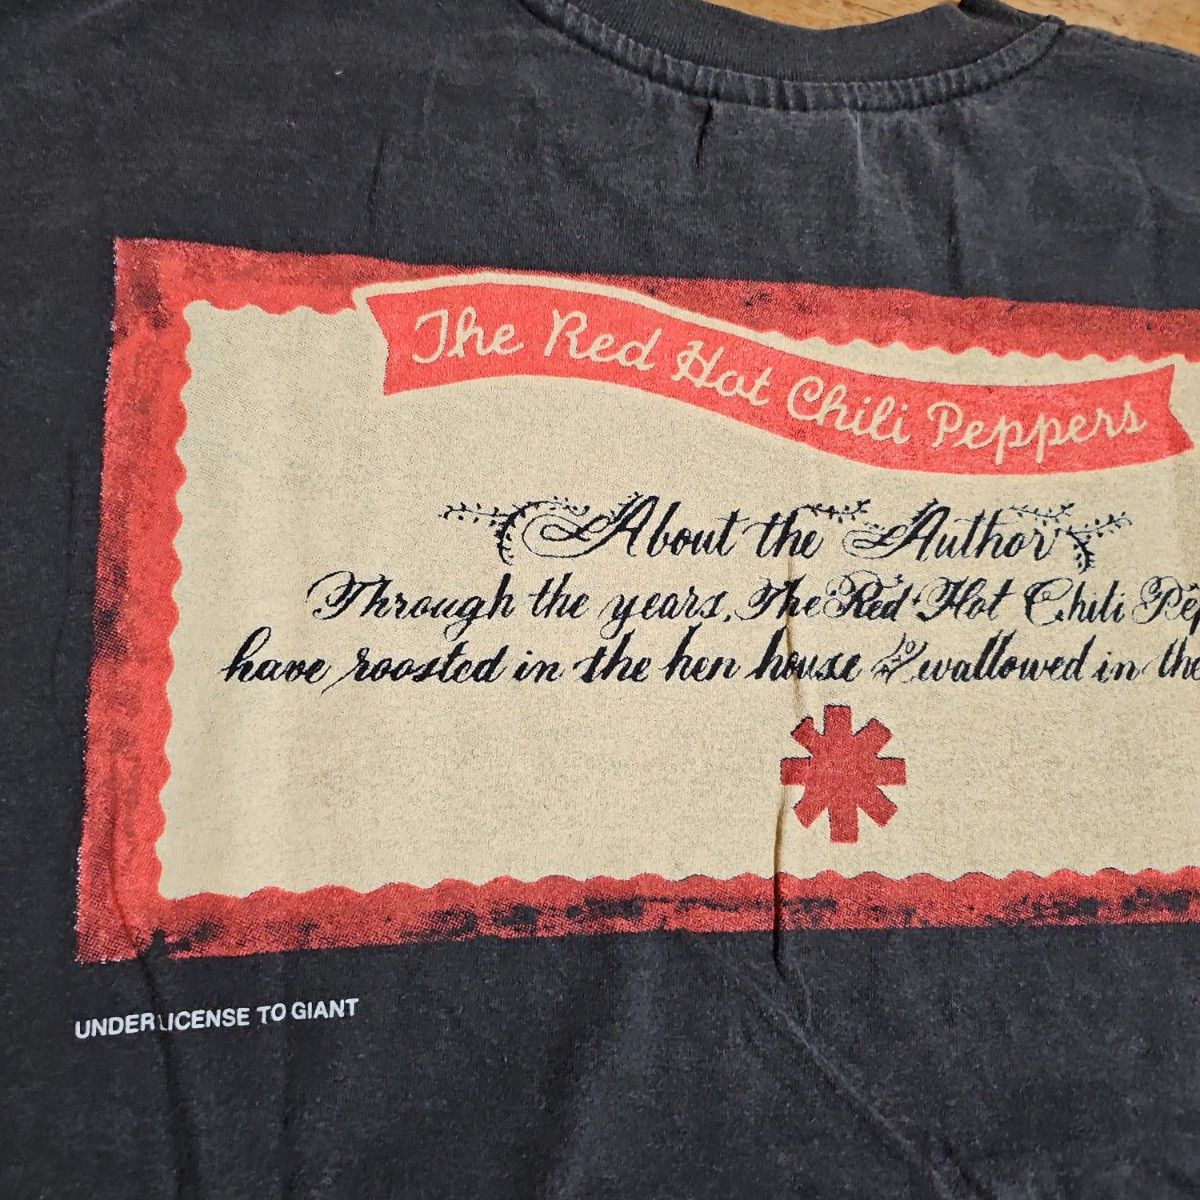 The Red Hot Chili Peppers
About the Author
Through the years, The Red Hot Chili Pep
have roosted in the hen house & wallowed in the
UNDER LICENSE TO GIANT